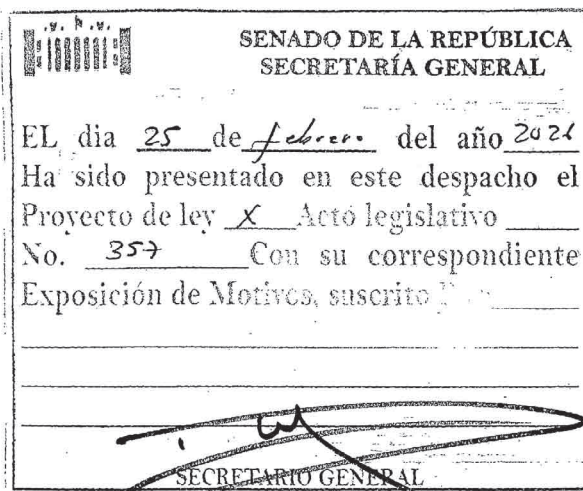 SENADO DE LA REPÚBLICA
SECRETARÍA GENERAL
EL dia 25 de febrero del año 2026
Ha sido presentado en este despacho el
Proyecto de ley X Acto legislativo
No. 357 Con su correspondiente
Exposición de Motivos, suscrito
SECRETARIO GENERAL